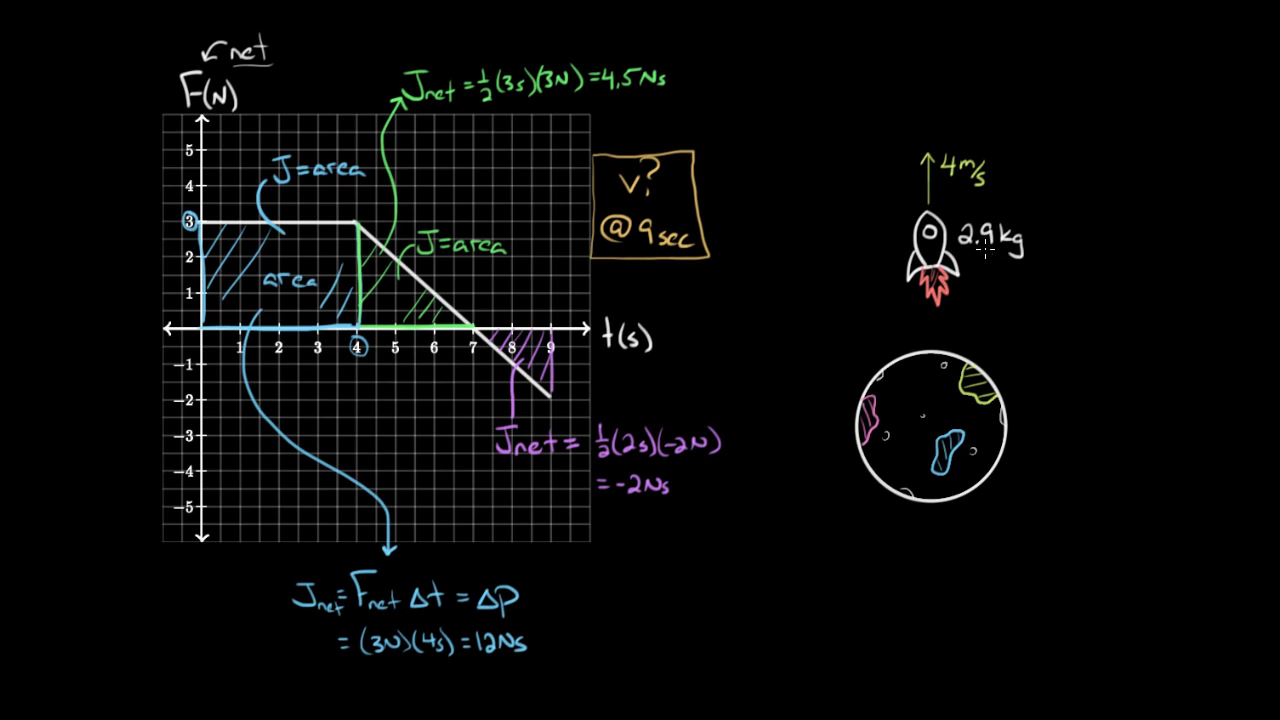 net
F(N)
J_net = 1/2 (3s)(3N) = 4.5 Ns
J = area
v?
@ 9 sec
4 m/s
2.9 kg
J = area
area
5
4
3
2
1
-1
-2
-3
-4
-5
1 2 3 4 5 6 7 8 9
t(s)
J_net = 1/2 (2s)(-2N)
= -2Ns
J_net = F_net Δt = Δp
= (3N)(4s) = 12Ns